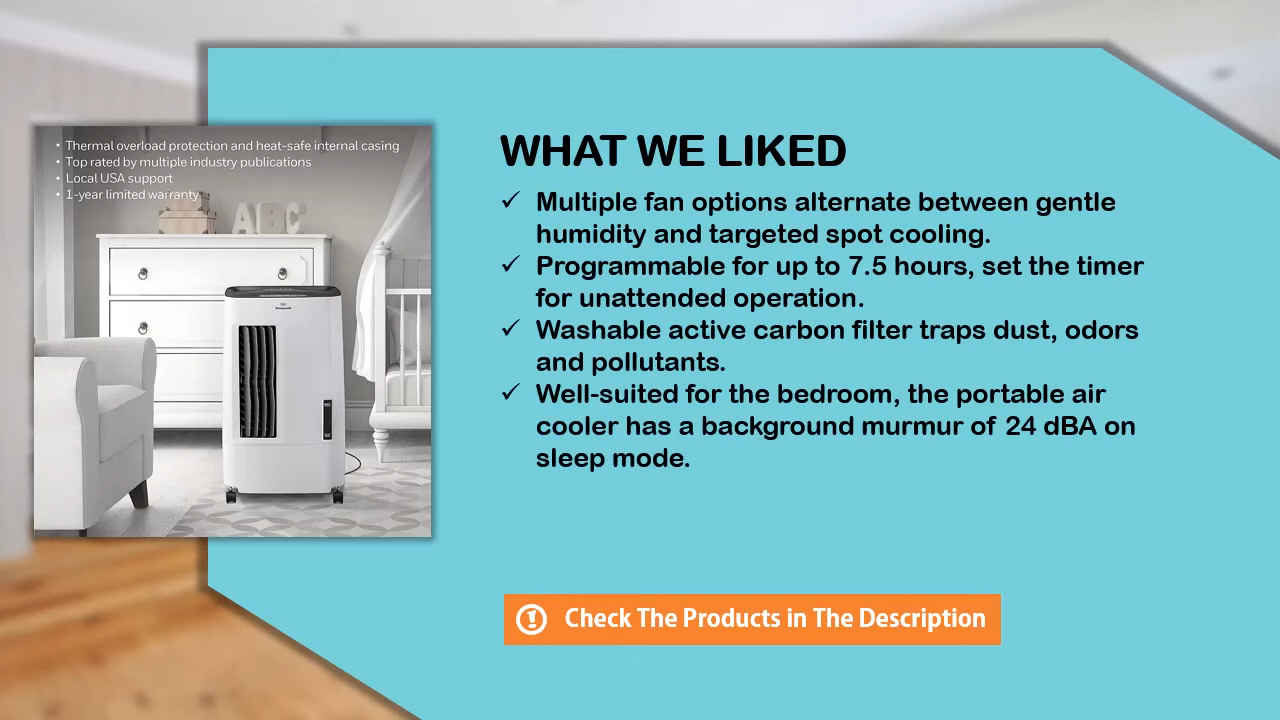 • Thermal overload protection and heat-safe internal casing
• Top rated by multiple industry publications
• Local USA support
• 1-year limited warranty
ABC
Honeywell
WHAT WE LIKED
✓ Multiple fan options alternate between gentle
humidity and targeted spot cooling.
✓ Programmable for up to 7.5 hours, set the timer
for unattended operation.
✓ Washable active carbon filter traps dust, odors
and pollutants.
✓ Well-suited for the bedroom, the portable air
cooler has a background murmur of 24 dBA on
sleep mode.
Check The Products in The Description